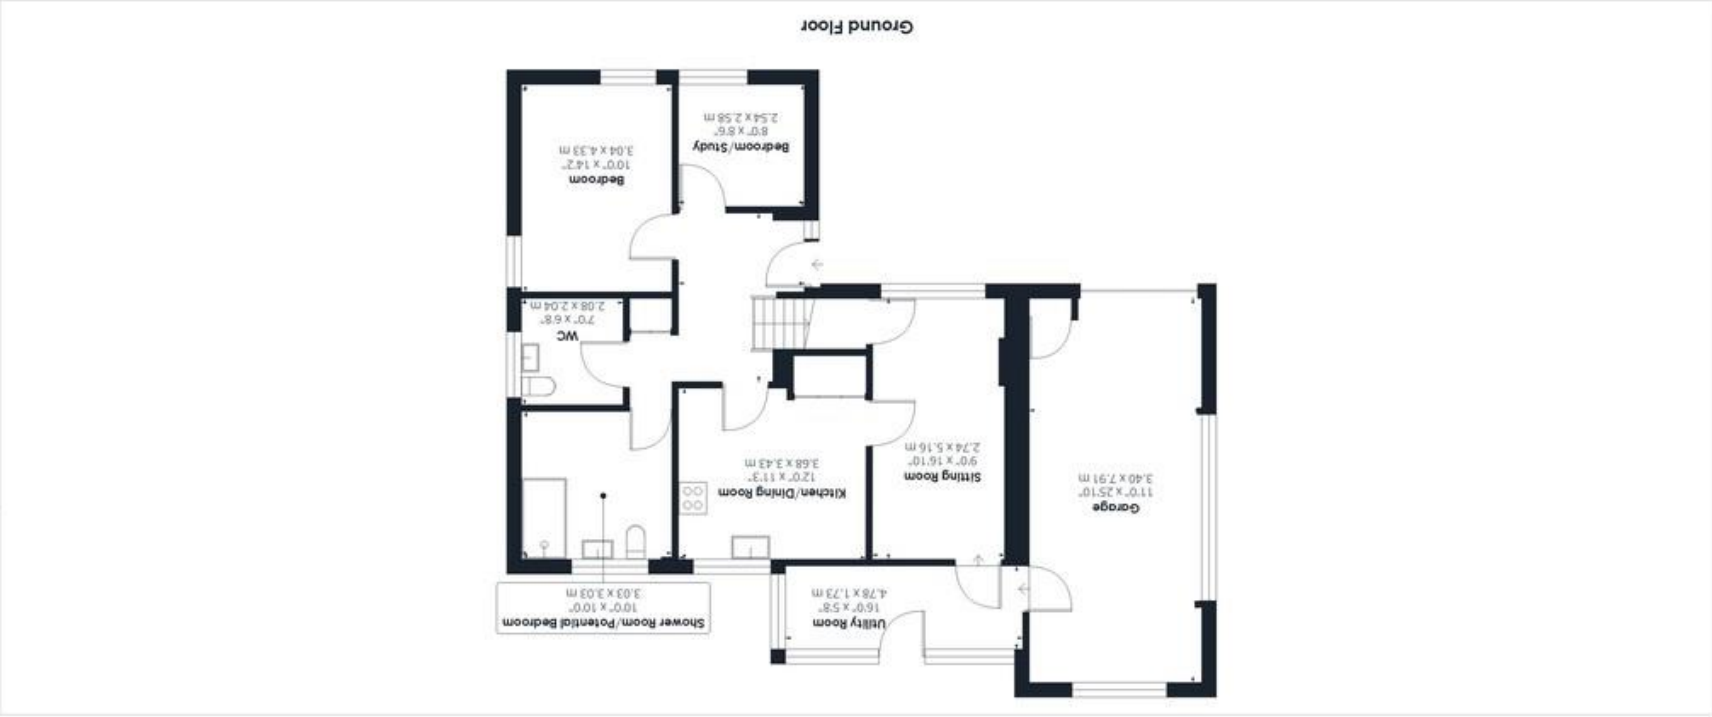 Ground Floor
Bedroom/Study
8'0" x 8'6"
2.54 x 2.58 m
Bedroom
10'0" x 14'2"
3.04 x 4.33 m
WC
7'0" x 6'8"
2.08 x 2.04 m
Kitchen/Dining Room
12'0" x 11'3"
3.68 x 3.43 m
Sitting Room
9'0" x 16'10"
2.74 x 5.16 m
Garage
11'0" x 25'10"
3.40 x 7.91 m
Shower Room/Potential Bedroom
10'0" x 10'0"
3.03 x 3.03 m
Utility Room
16'0" x 5'8"
4.78 x 1.73 m